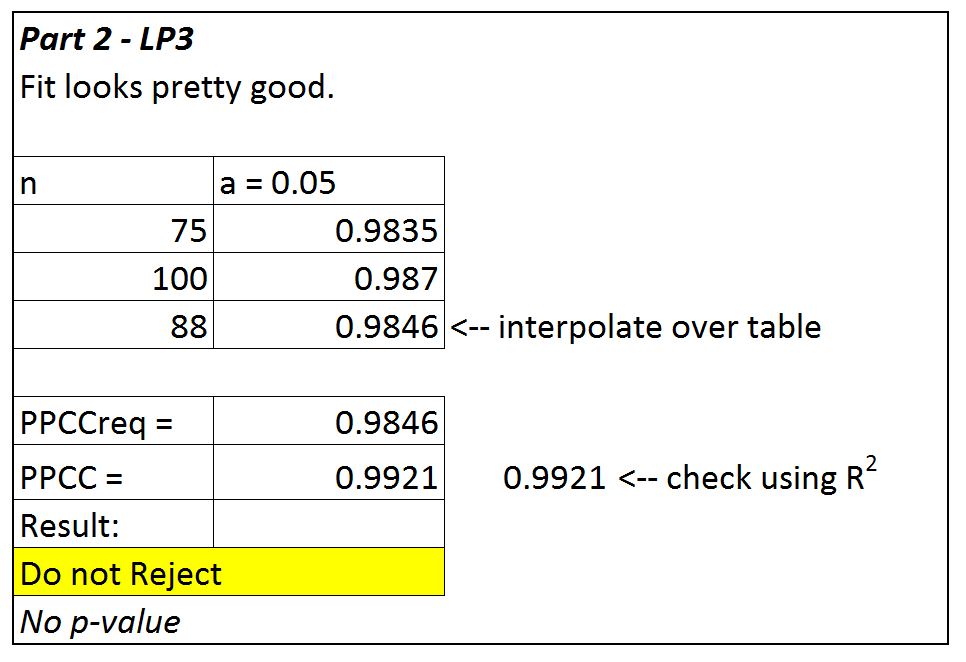 Part 2 - LP3
Fit looks pretty good.
n a = 0.05
75 0.9835
100 0.987
88 0.9846 <-- interpolate over table
PPCCreq = 0.9846
PPCC = 0.9921 0.9921 <-- check using R²
Result:
Do not Reject
No p-value